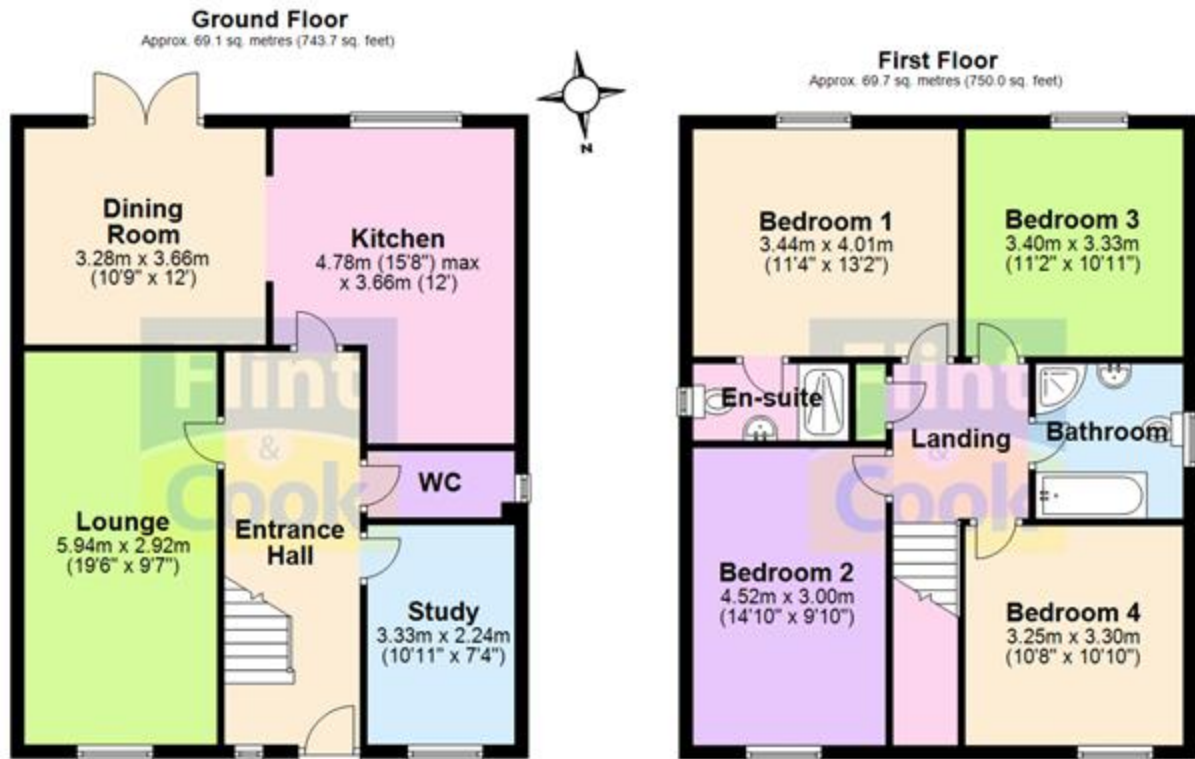 Ground Floor
Approx. 69.1 sq. metres (743.7 sq. feet)
Dining
Room
3.28m x 3.66m
(10'9" x 12')
Kitchen
4.78m (15'8") max
x 3.66m (12')
Lounge
5.94m x 2.92m
(19'6" x 9'7")
Entrance
Hall
WC
Study
3.33m x 2.24m
(10'11" x 7'4")
Flint
&
Cook
N
First Floor
Approx. 69.7 sq. metres (750.0 sq. feet)
Bedroom 1
3.44m x 4.01m
(11'4" x 13'2")
Bedroom 3
3.40m x 3.33m
(11'2" x 10'11")
En-suite
Landing
Bathroom
Bedroom 2
4.52m x 3.00m
(14'10" x 9'10")
Bedroom 4
3.25m x 3.30m
(10'8" x 10'10")
Flint
&
Cook